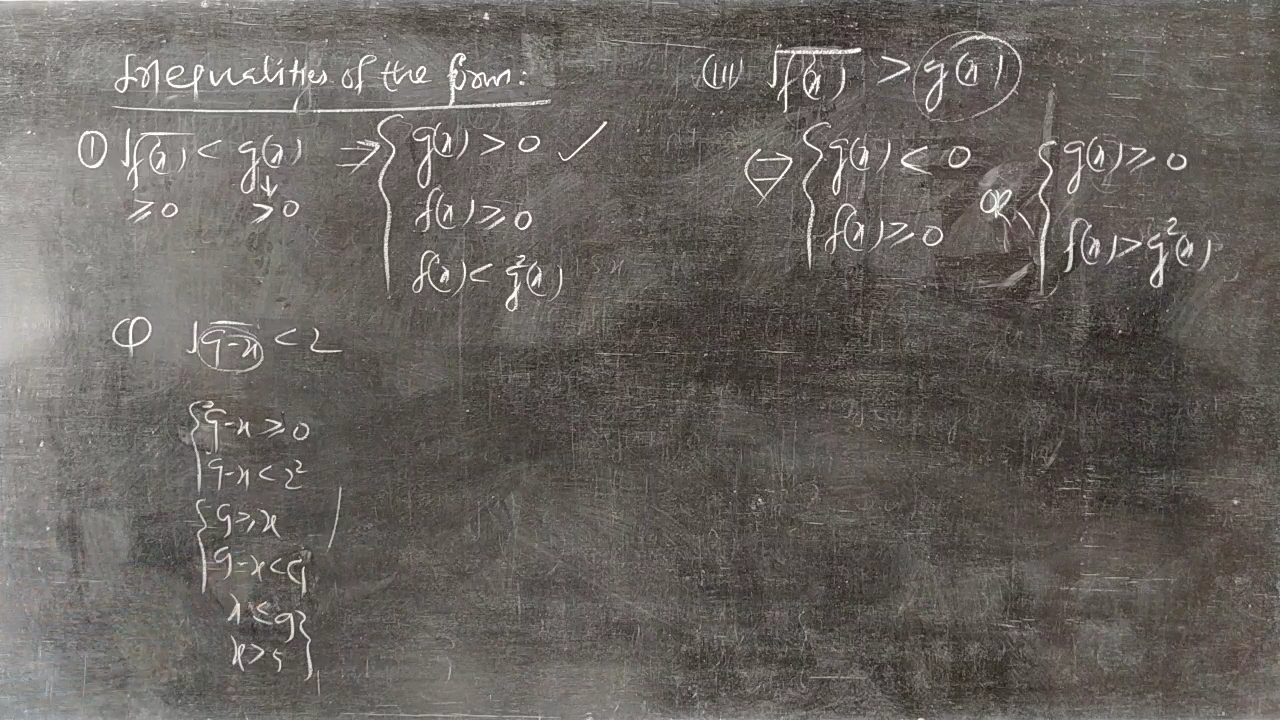 Inequalities of the form:
① √f(x) < g(x) ⇒ { g(x) > 0 ✓
≥0 ↓ >0
f(x) ≥ 0
f(x) < g²(x)
Q √9-x < 2
{ 9-x ≥ 0
9-x < 2²
{ 9 ≥ x
9-x < 4
x ≤ 9
x > 5 }
(III) √f(x) > g(x)
⇔ { g(x) < 0 OR { g(x) ≥ 0
f(x) ≥ 0 f(x) > g²(x)